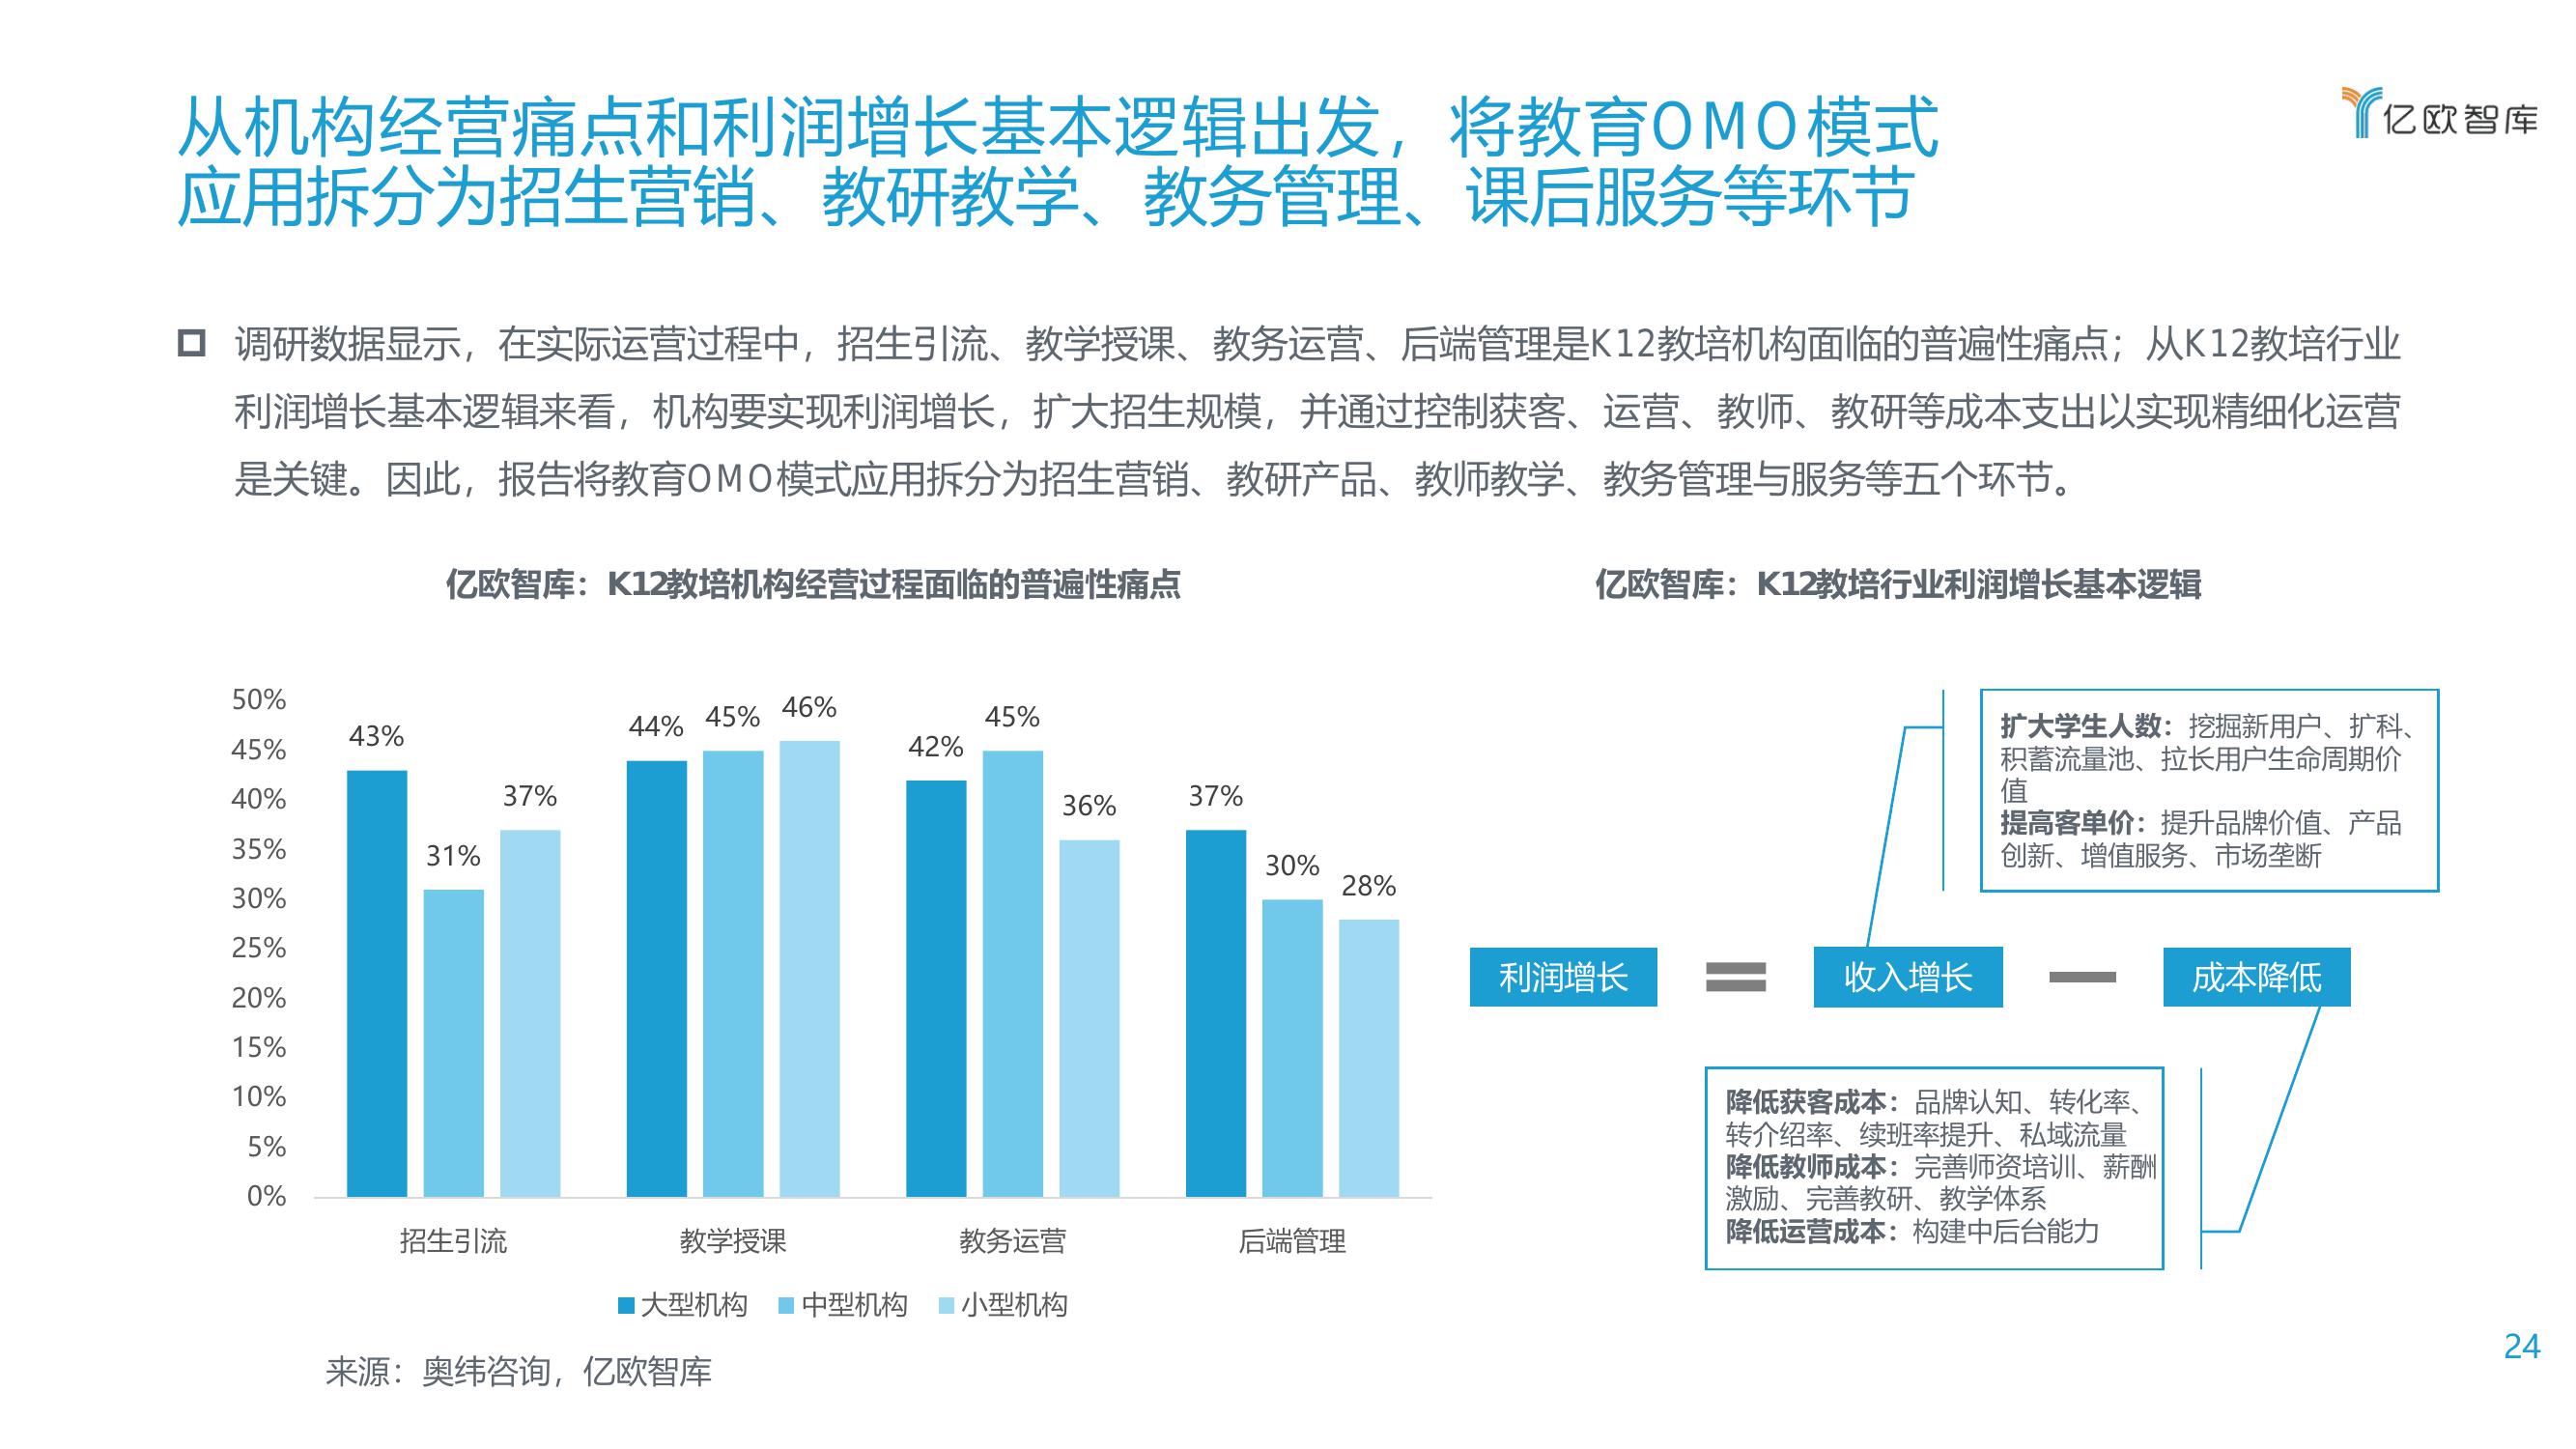 从机构经营痛点和利润增长基本逻辑出发，将教育OMO模式
应用拆分为招生营销、教研教学、教务管理、课后服务等环节
亿欧智库
调研数据显示，在实际运营过程中，招生引流、教学授课、教务运营、后端管理是K12教培机构面临的普遍性痛点；从K12教培行业
利润增长基本逻辑来看，机构要实现利润增长，扩大招生规模，并通过控制获客、运营、教师、教研等成本支出以实现精细化运营
是关键。因此，报告将教育OMO模式应用拆分为招生营销、教研产品、教师教学、教务管理与服务等五个环节。
亿欧智库：K12教培机构经营过程面临的普遍性痛点
50%
45%
40%
35%
30%
25%
20%
15%
10%
5%
0%
43%
31%
37%
44%
45%
46%
42%
45%
36%
37%
30%
28%
招生引流
教学授课
教务运营
后端管理
大型机构
中型机构
小型机构
来源：奥纬咨询，亿欧智库
亿欧智库：K12教培行业利润增长基本逻辑
扩大学生人数：挖掘新用户、扩科、
积蓄流量池、拉长用户生命周期价
值
提高客单价：提升品牌价值、产品
创新、增值服务、市场垄断
利润增长
收入增长
成本降低
降低获客成本：品牌认知、转化率、
转介绍率、续班率提升、私域流量
降低教师成本：完善师资培训、薪酬
激励、完善教研、教学体系
降低运营成本：构建中后台能力
24